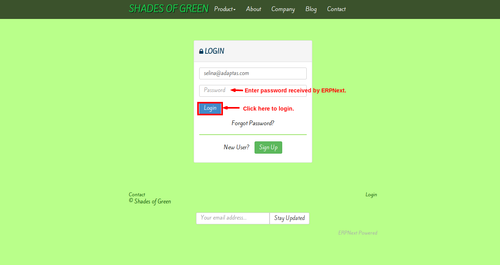 SHADES OF GREEN Product About Company Blog Contact
LOGIN
selina@adaptas.com
Password
Enter password received by ERPNext.
Login
Click here to login.
Forgot Password?
New User? Sign Up
Contact Login
© Shades of Green
Your email address... Stay Updated
ERPNext Powered